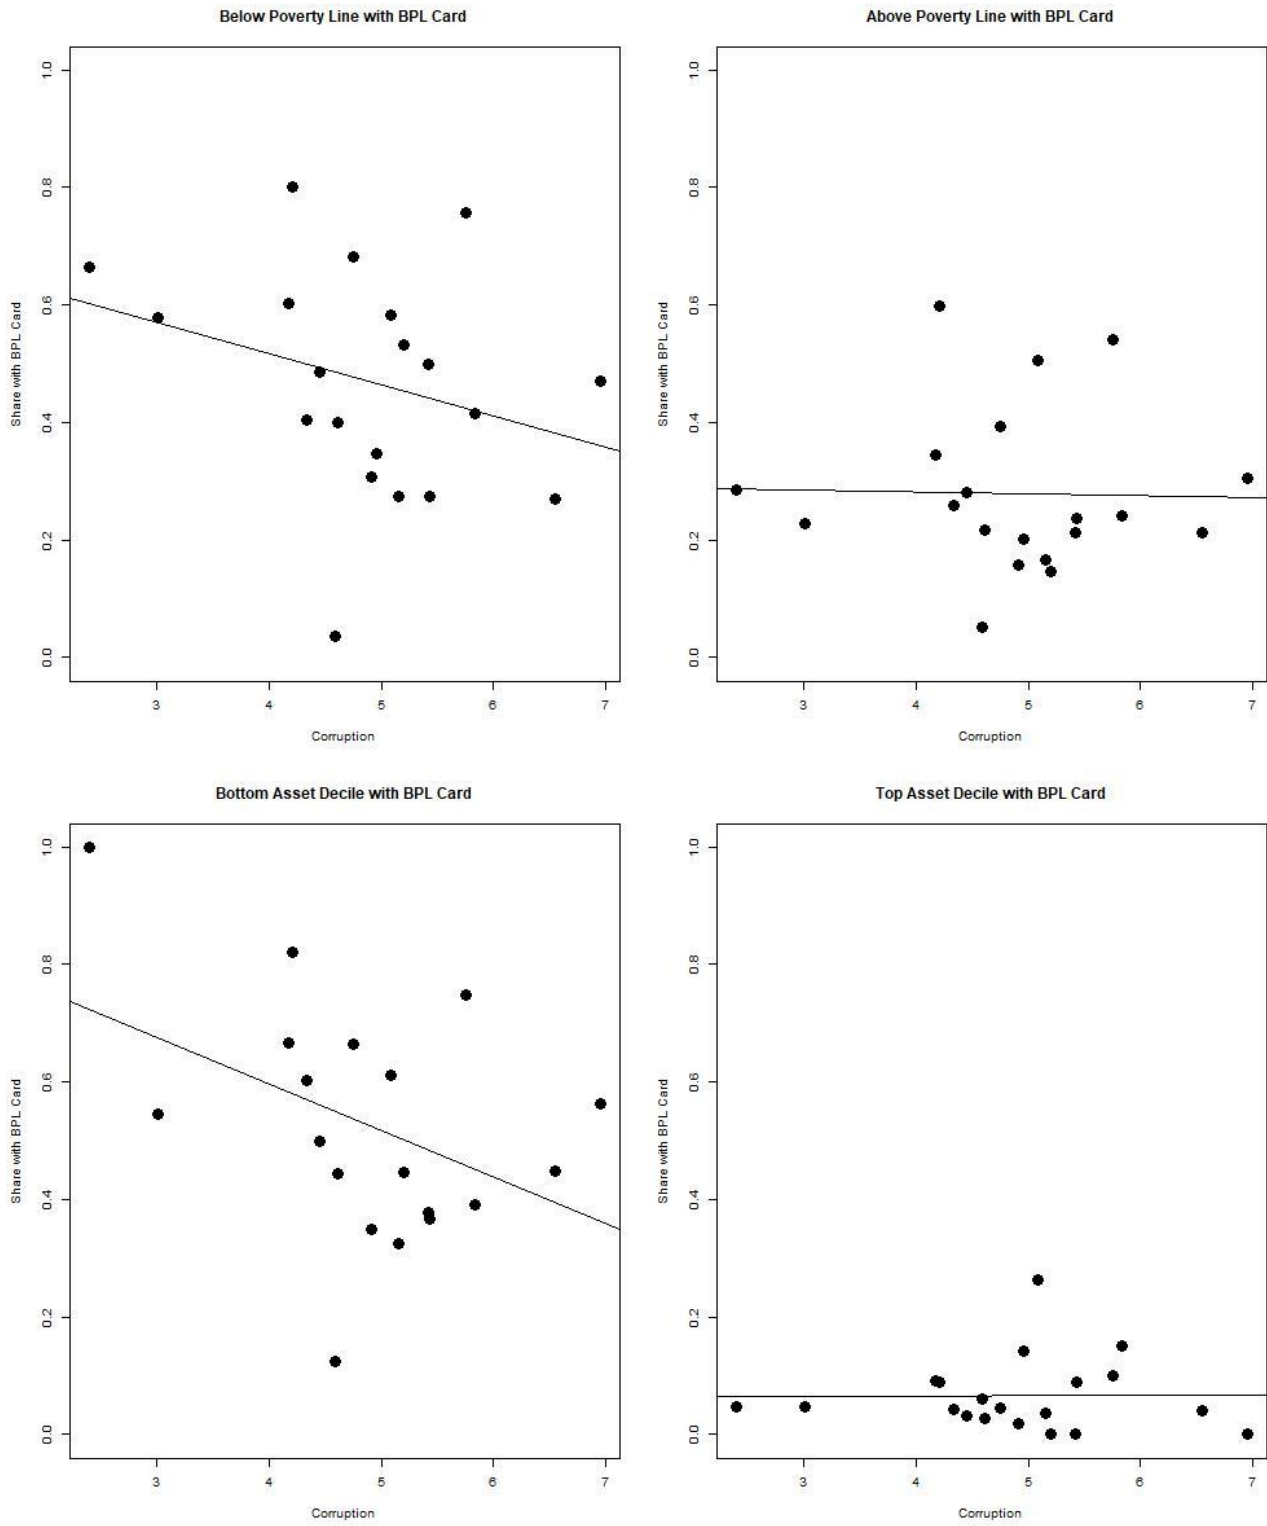 Below Poverty Line with BPL Card
Share with BPL Card
1.0
0.8
0.6
0.4
0.2
0.0
3 4 5 6 7
Corruption
Above Poverty Line with BPL Card
Share with BPL Card
1.0
0.8
0.6
0.4
0.2
0.0
3 4 5 6 7
Corruption
Bottom Asset Decile with BPL Card
Share with BPL Card
1.0
0.8
0.6
0.4
0.2
0.0
3 4 5 6 7
Corruption
Top Asset Decile with BPL Card
Share with BPL Card
1.0
0.8
0.6
0.4
0.2
0.0
3 4 5 6 7
Corruption